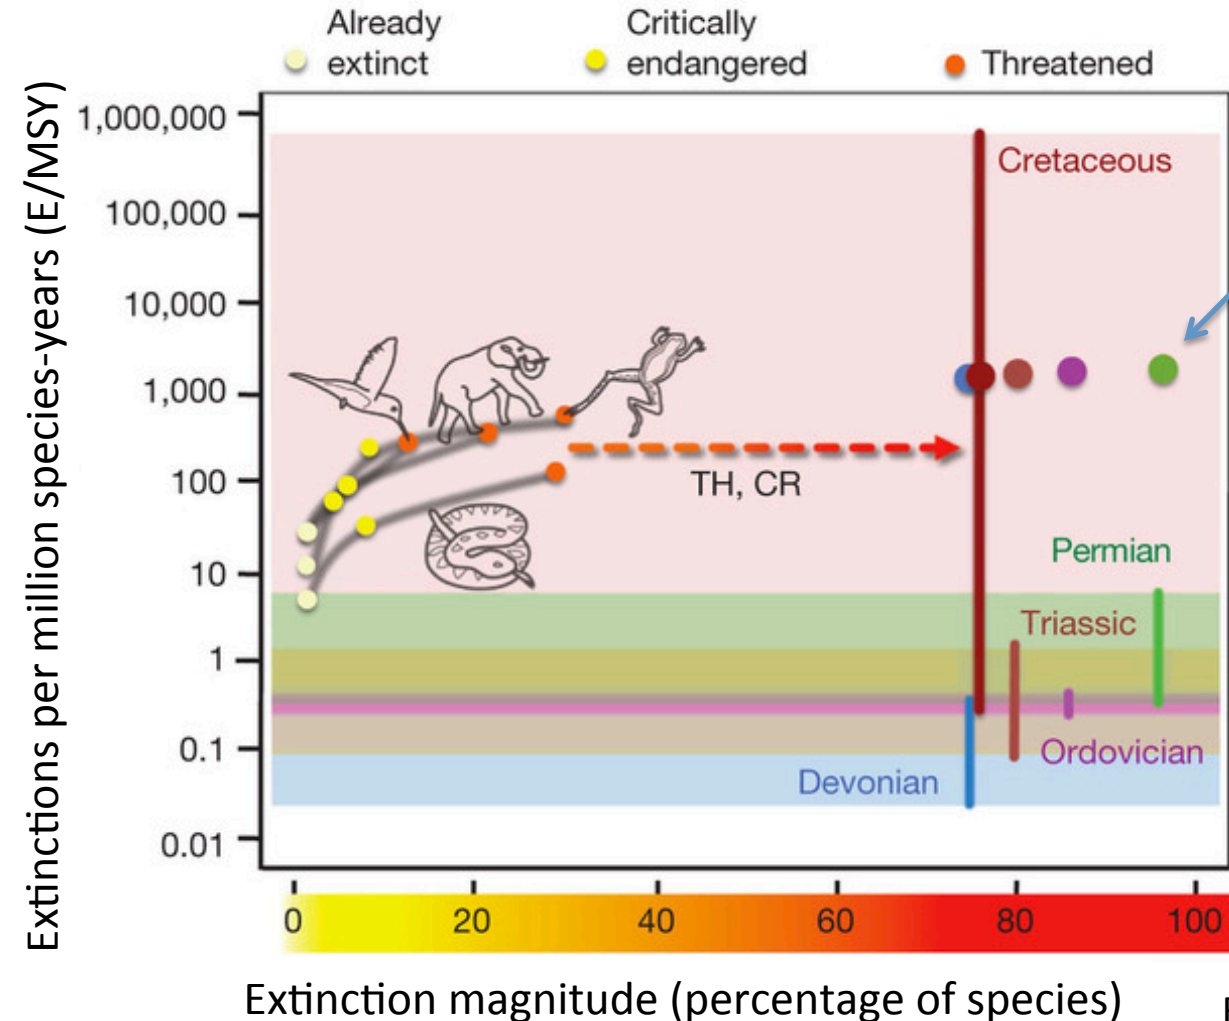 Already
extinct
Critically
endangered
Threatened
Extinctions per million species-years (E/MSY)
1,000,000
100,000
10,000
1,000
100
10
1
0.1
0.01
Cretaceous
TH, CR
Permian
Triassic
Ordovician
Devonian
0 20 40 60 80 100
Extinction magnitude (percentage of species)